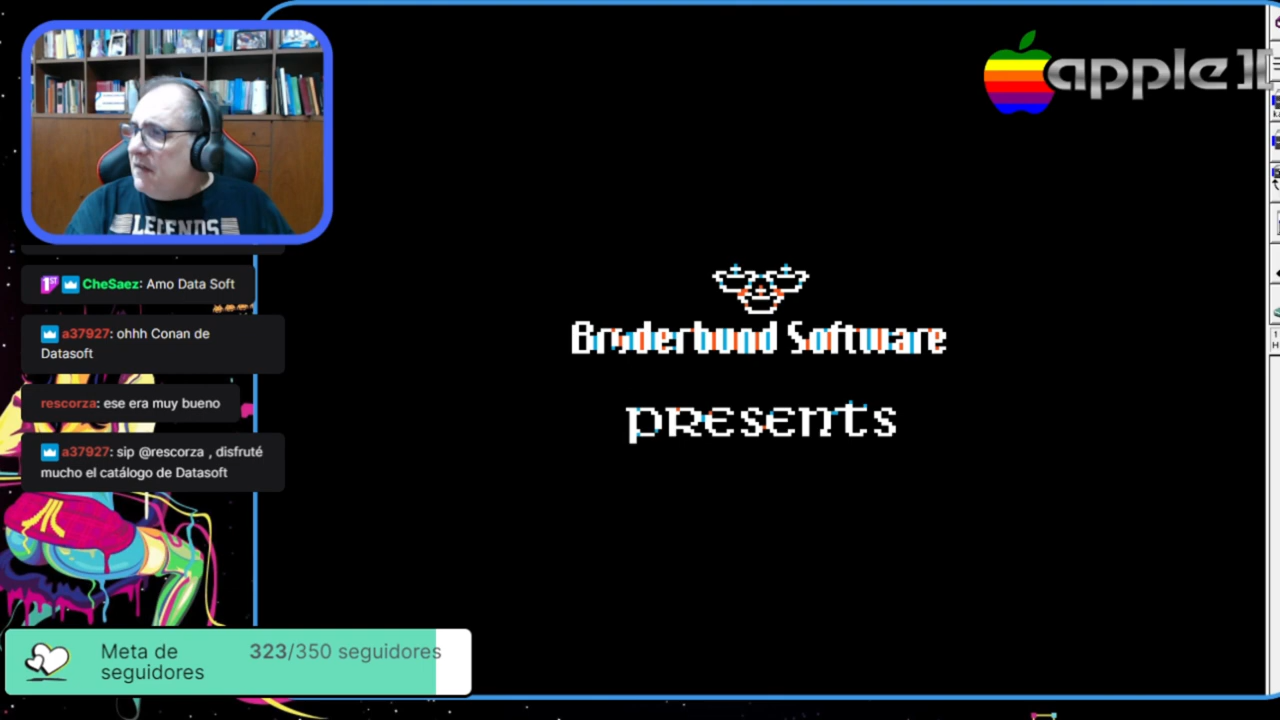 apple ][
LEGENDS
CheSaez: Amo Data Soft
a37927: ohhh Conan de
Datasoft
rescorza: ese era muy bueno
a37927: sip @rescorza , disfruté
mucho el catálogo de Datasoft
Brøderbund Software
PRESENTS
Meta de
seguidores
323/350 seguidores